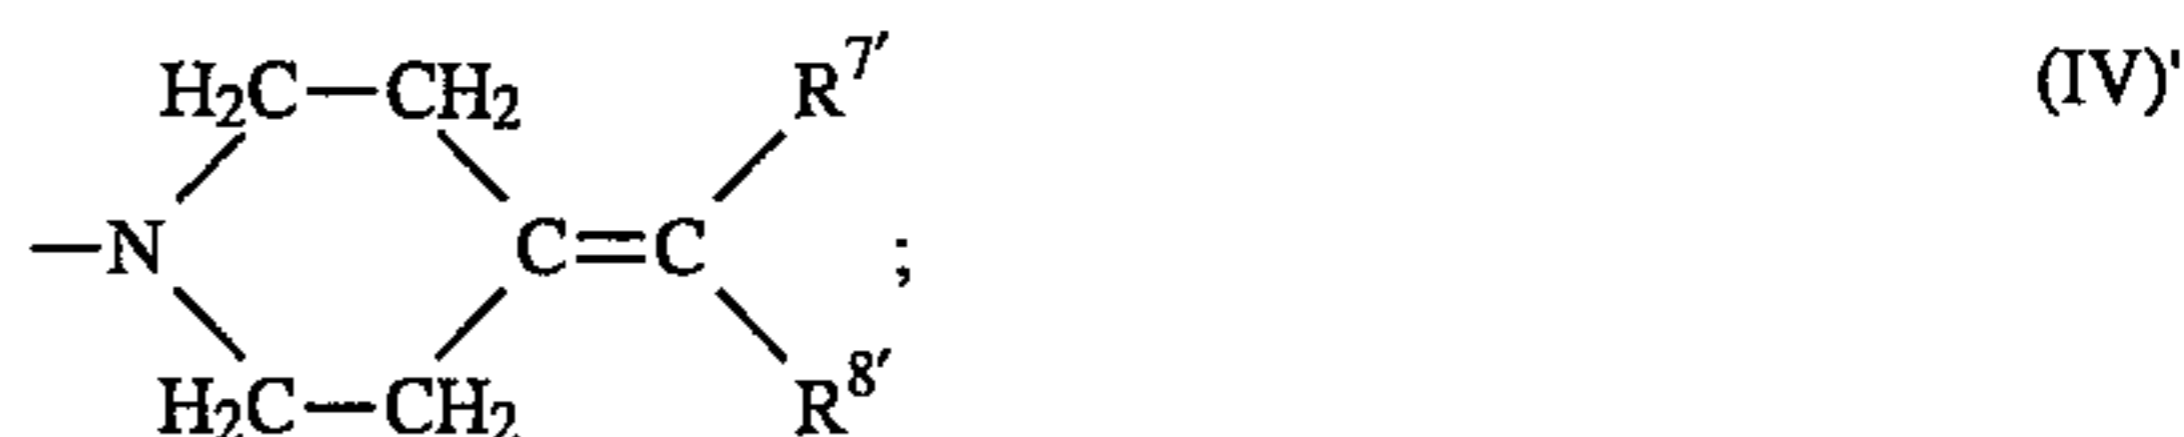 H₂C—CH₂ R⁷′ (IV)'
—N C=C ;
H₂C—CH₂ R⁸′